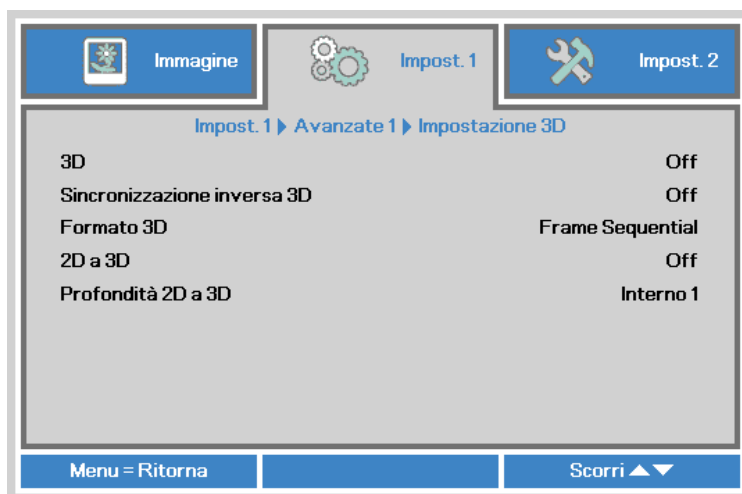 Immagine Impost. 1 Impost. 2
Impost. 1 ▶ Avanzate 1 ▶ Impostazione 3D
3D Off
Sincronizzazione inversa 3D Off
Formato 3D Frame Sequential
2D a 3D Off
Profondità 2D a 3D Interno 1
Menu = Ritorna Scorri ▲▼